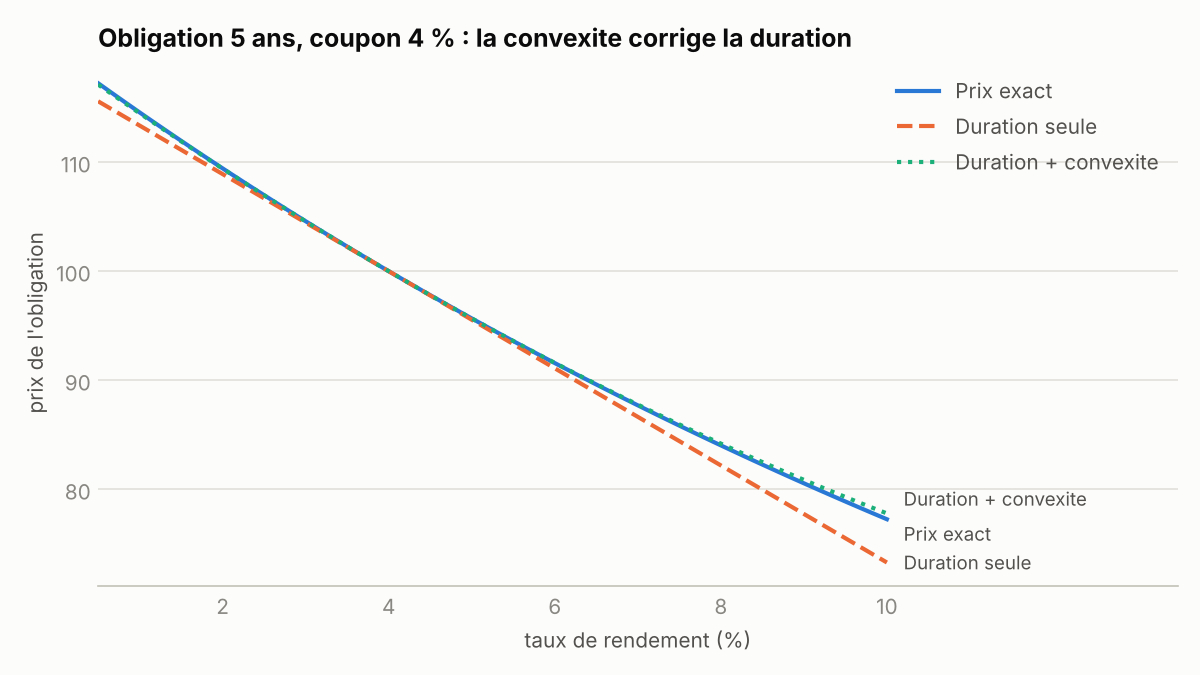 Obligation 5 ans, coupon 4 % : la convexite corrige la duration
Prix exact
Duration seule
Duration + convexite
110
100
90
80
prix de l'obligation
Duration + convexite
Prix exact
Duration seule
2 4 6 8 10
taux de rendement (%)